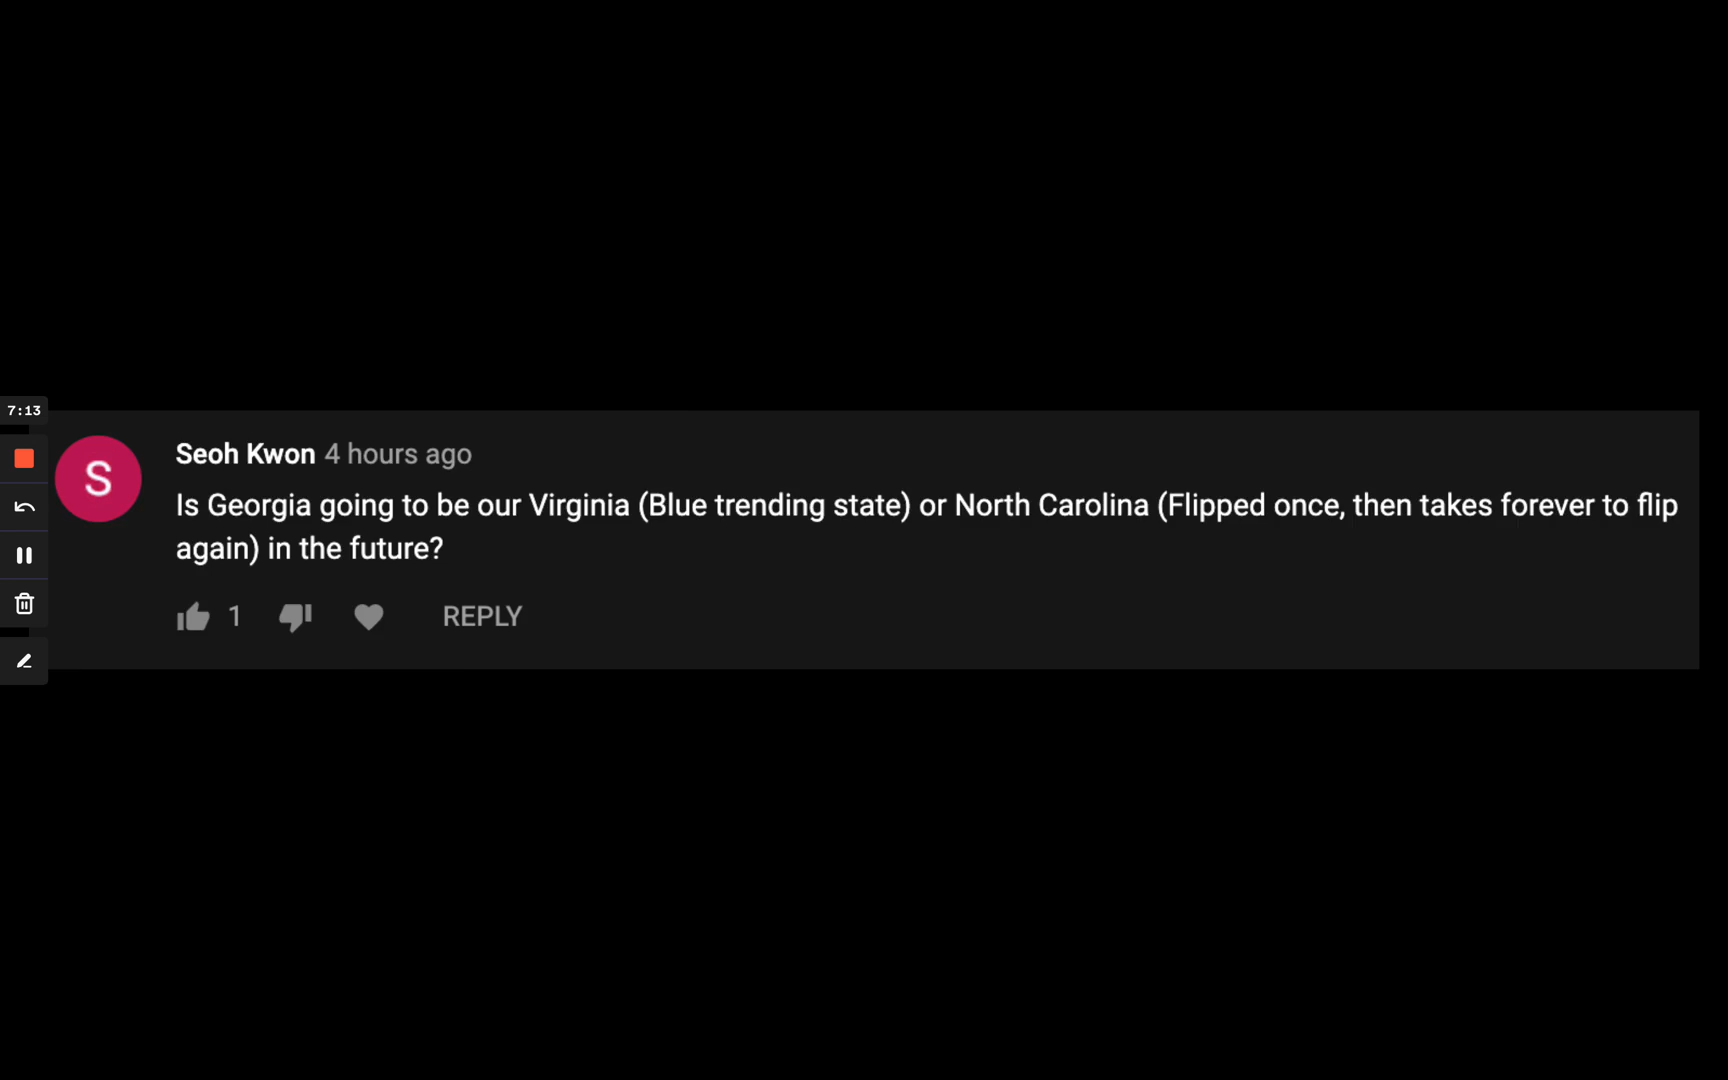 7:13
S
Seoh Kwon 4 hours ago
Is Georgia going to be our Virginia (Blue trending state) or North Carolina (Flipped once, then takes forever to flip
again) in the future?
1 REPLY